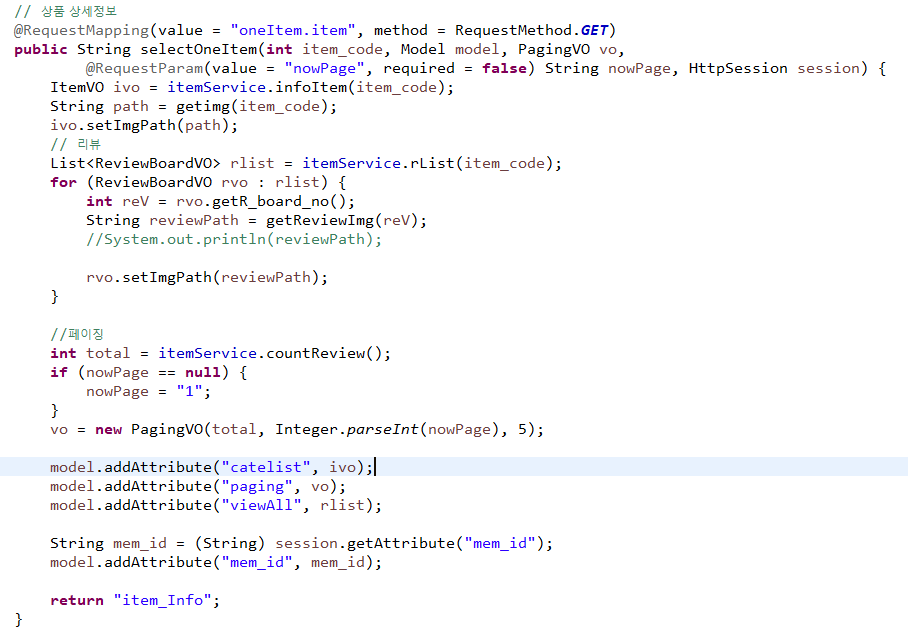 // 상품 상세정보
@RequestMapping(value = "oneItem.item", method = RequestMethod.GET)
public String selectOneItem(int item_code, Model model, PagingVO vo,
        @RequestParam(value = "nowPage", required = false) String nowPage, HttpSession session) {
    ItemVO ivo = itemService.infoItem(item_code);
    String path = getimg(item_code);
    ivo.setImgPath(path);
    // 리뷰
    List<ReviewBoardVO> rlist = itemService.rList(item_code);
    for (ReviewBoardVO rvo : rlist) {
        int reV = rvo.getR_board_no();
        String reviewPath = getReviewImg(reV);
        //System.out.println(reviewPath);

        rvo.setImgPath(reviewPath);
    }

    //페이징
    int total = itemService.countReview();
    if (nowPage == null) {
        nowPage = "1";
    }
    vo = new PagingVO(total, Integer.parseInt(nowPage), 5);

    model.addAttribute("catelist", ivo);
    model.addAttribute("paging", vo);
    model.addAttribute("viewAll", rlist);

    String mem_id = (String) session.getAttribute("mem_id");
    model.addAttribute("mem_id", mem_id);

    return "item_Info";
}